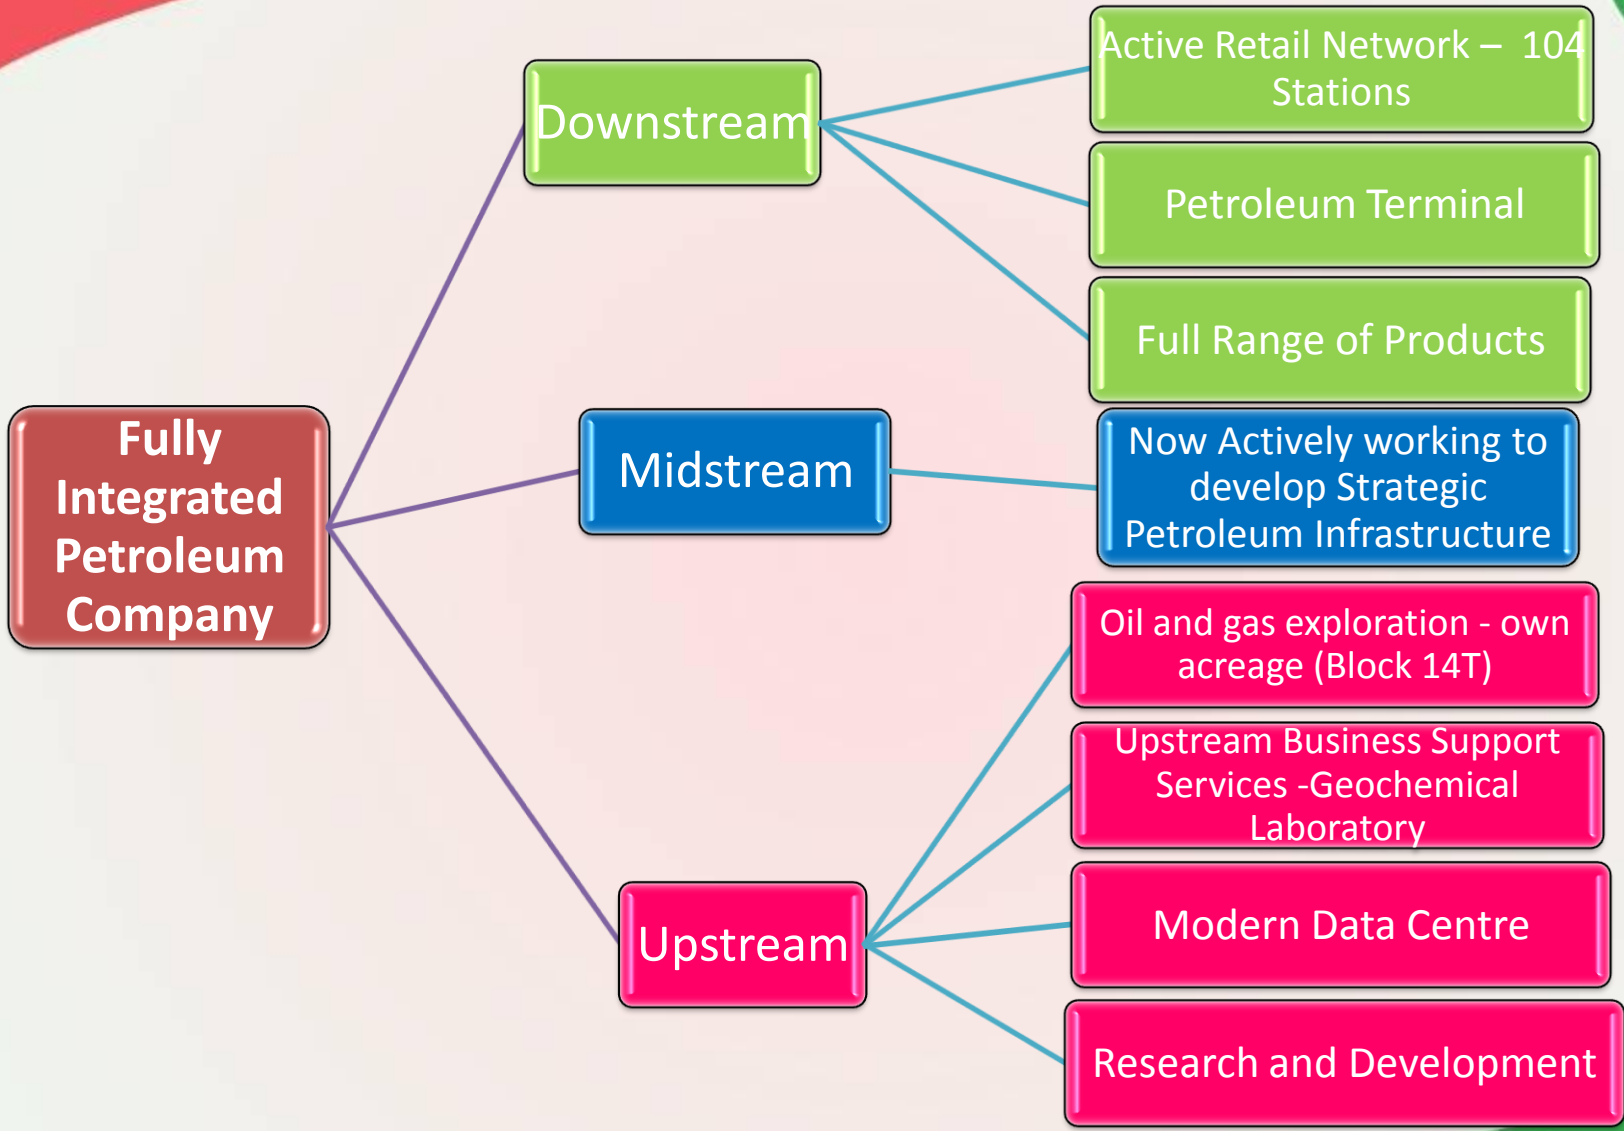 Fully
Integrated
Petroleum
Company
Downstream
Active Retail Network – 104
Stations
Petroleum Terminal
Full Range of Products
Midstream
Now Actively working to
develop Strategic
Petroleum Infrastructure
Upstream
Oil and gas exploration - own
acreage (Block 14T)
Upstream Business Support
Services -Geochemical
Laboratory
Modern Data Centre
Research and Development